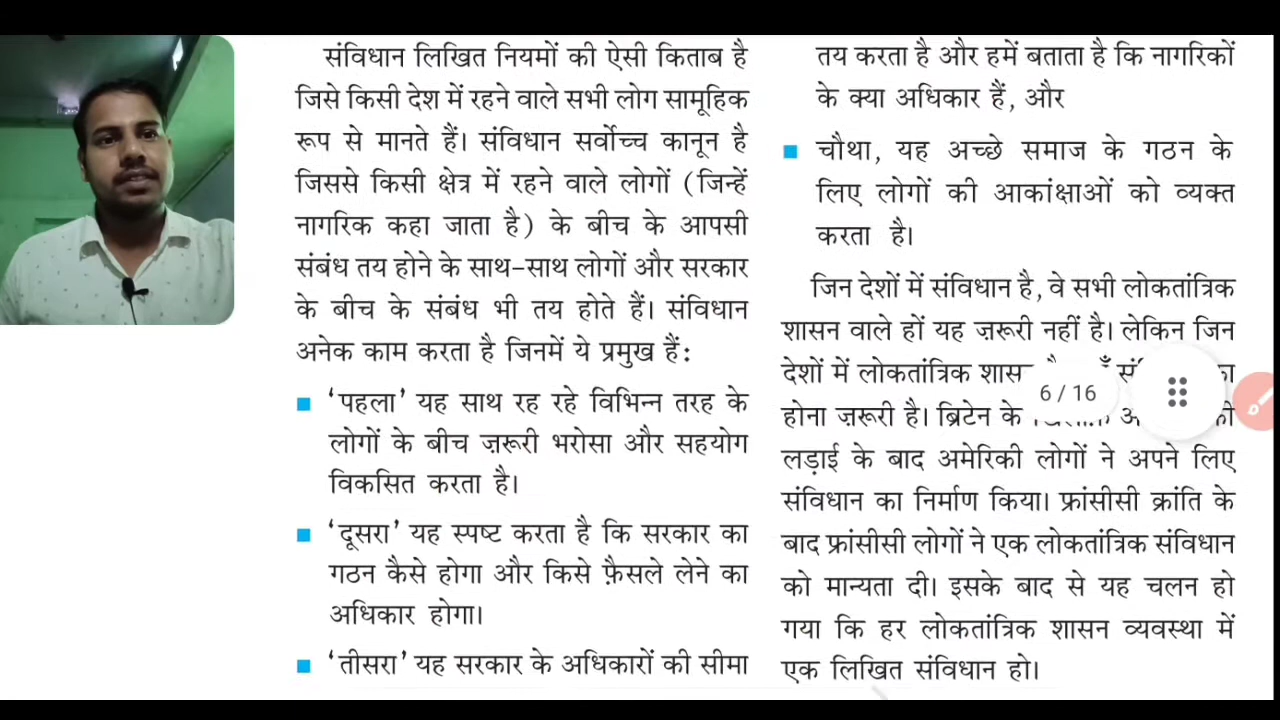 संविधान लिखित नियमों की ऐसी किताब है
जिसे किसी देश में रहने वाले सभी लोग सामूहिक
रूप से मानते हैं। संविधान सर्वोच्च कानून है
जिससे किसी क्षेत्र में रहने वाले लोगों (जिन्हें
नागरिक कहा जाता है) के बीच के आपसी
संबंध तय होने के साथ-साथ लोगों और सरकार
के बीच के संबंध भी तय होते हैं। संविधान
अनेक काम करता है जिनमें ये प्रमुख हैं:
■ ‘पहला’ यह साथ रह रहे विभिन्न तरह के
लोगों के बीच ज़रूरी भरोसा और सहयोग
विकसित करता है।
■ ‘दूसरा’ यह स्पष्ट करता है कि सरकार का
गठन कैसे होगा और किसे फ़ैसले लेने का
अधिकार होगा।
■ ‘तीसरा’ यह सरकार के अधिकारों की सीमा
तय करता है और हमें बताता है कि नागरिकों
के क्या अधिकार हैं, और
■ चौथा, यह अच्छे समाज के गठन के
लिए लोगों की आकांक्षाओं को व्यक्त
करता है।
जिन देशों में संविधान है, वे सभी लोकतांत्रिक
शासन वाले हों यह ज़रूरी नहीं है। लेकिन जिन
देशों में लोकतांत्रिक
होना ज़रूरी है। ब्रिटेन के
लड़ाई के बाद अमेरिकी लोगों ने अपने लिए
संविधान का निर्माण किया। फ्रांसीसी क्रांति के
बाद फ्रांसीसी लोगों ने एक लोकतांत्रिक संविधान
को मान्यता दी। इसके बाद से यह चलन हो
गया कि हर लोकतांत्रिक शासन व्यवस्था में
एक लिखित संविधान हो।
6 / 16